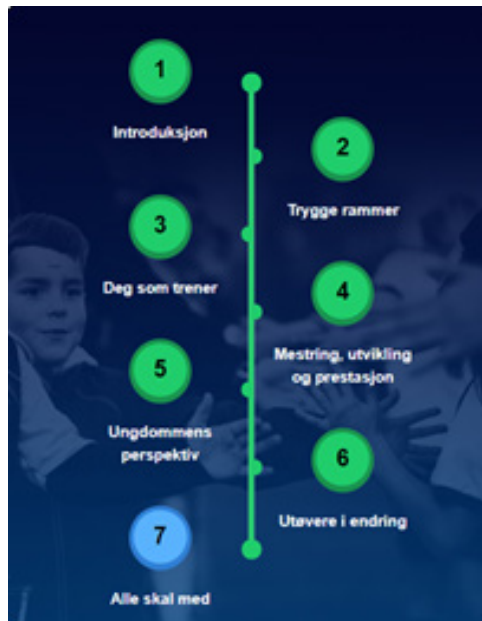 1
Introduksjon
2
Trygge rammer
3
Deg som trener
4
Mestring, utvikling
og prestasjon
5
Ungdommens
perspektiv
6
Utøvere i endring
7
Alle skal med